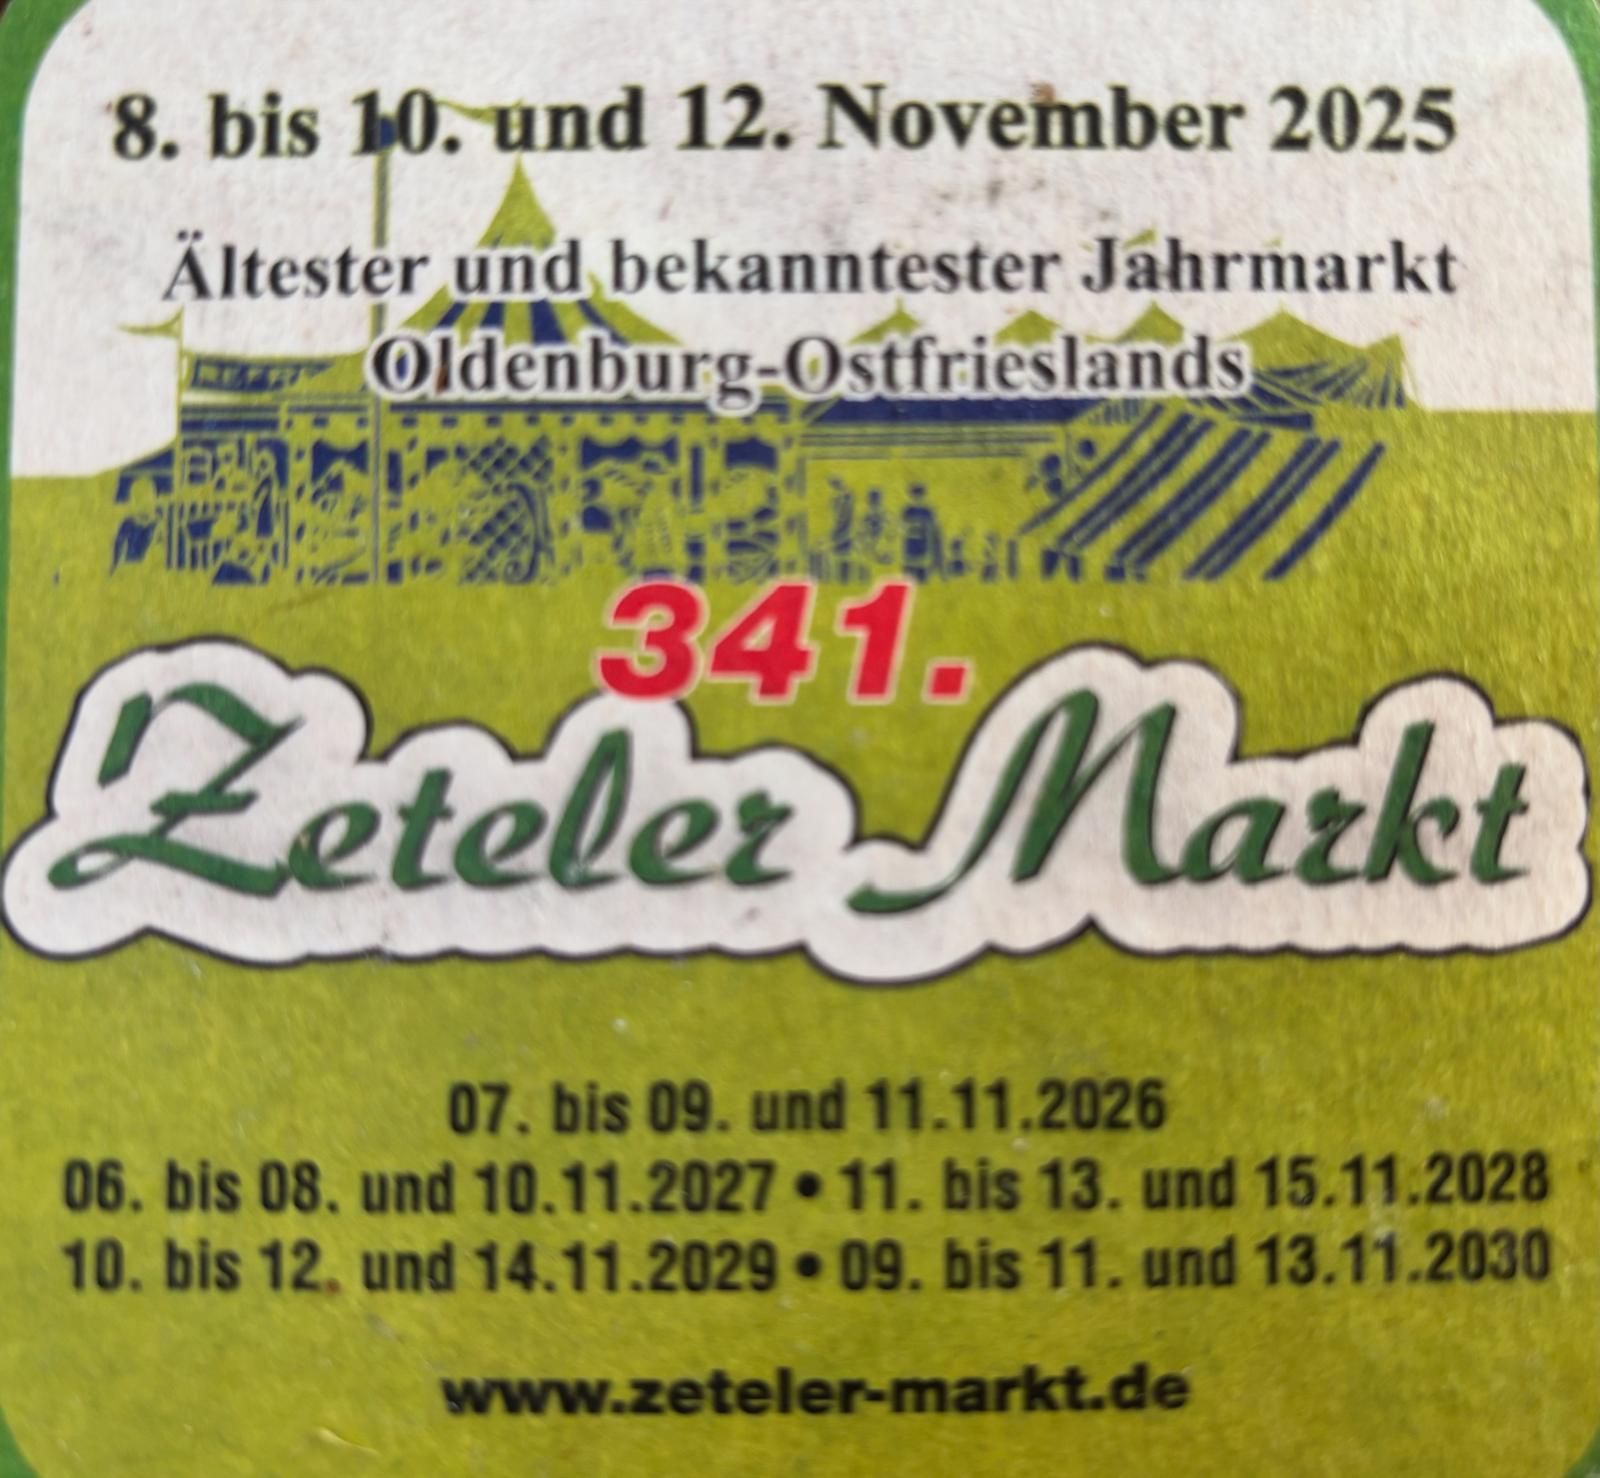 8. bis 10. und 12. November 2025
Ältester und bekanntester Jahrmarkt
Oldenburg-Ostfrieslands
341.
Zeteler Markt
07. bis 09. und 11.11.2026
06. bis 08. und 10.11.2027 • 11. bis 13. und 15.11.2028
10. bis 12. und 14.11.2029 • 09. bis 11. und 13.11.2030
www.zeteler-markt.de